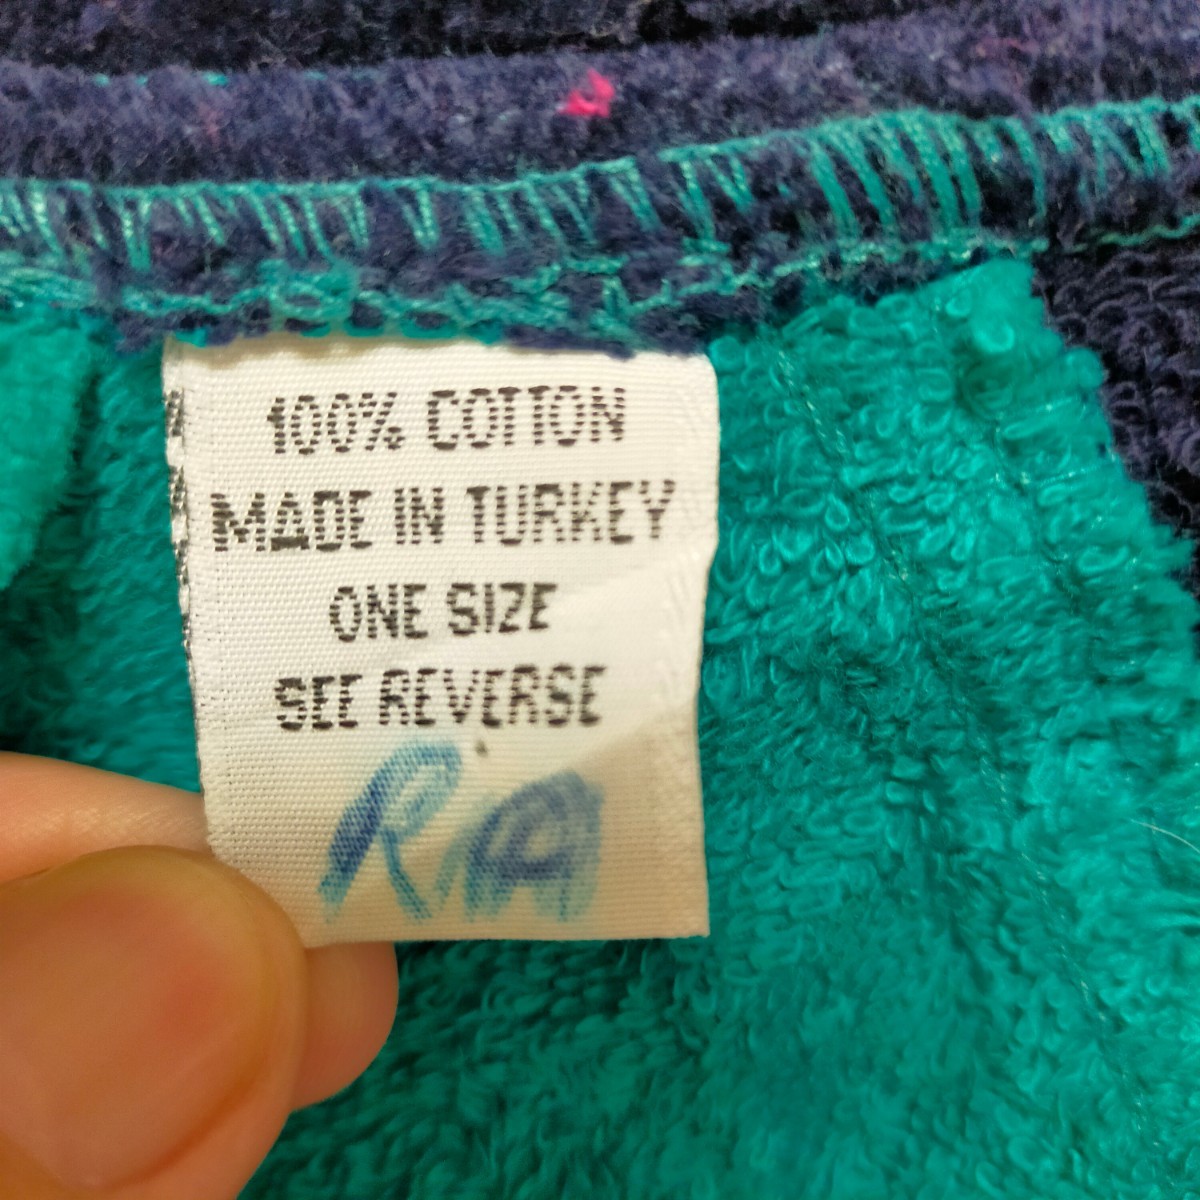 100% COTTON
MADE IN TURKEY
ONE SIZE
SEE REVERSE
RA